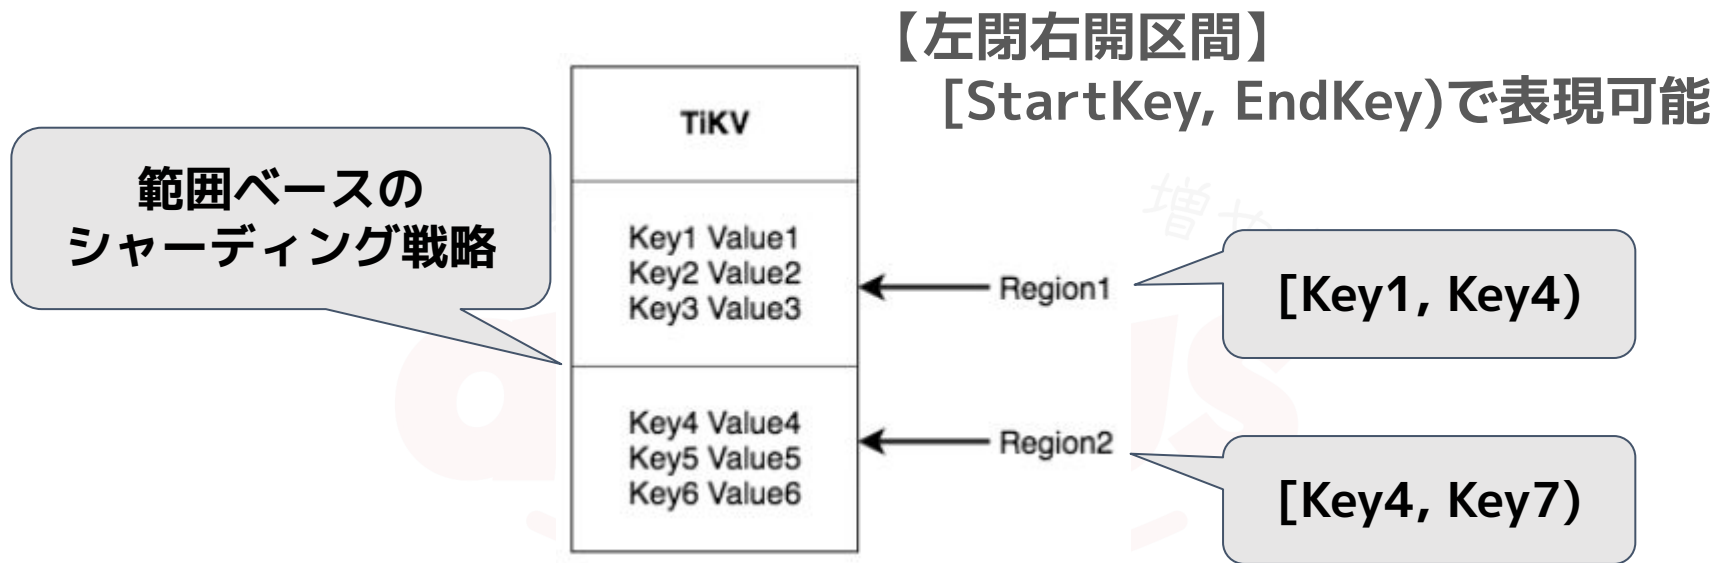 【左閉右開区間】
[StartKey, EndKey)で表現可能
TiKV
範囲ベースの
シャーディング戦略
Key1 Value1
Key2 Value2
Key3 Value3
Region1
[Key1, Key4)
Key4 Value4
Key5 Value5
Key6 Value6
Region2
[Key4, Key7)